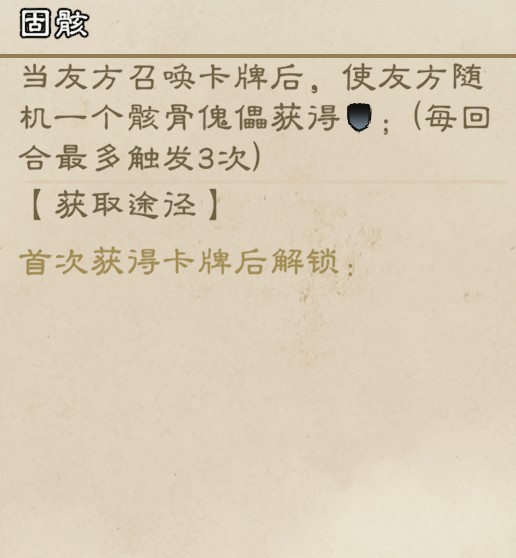 固骸
当友方召唤卡牌后，使友方随
机一个骸骨傀儡获得；(每回
合最多触发3次)
【获取途径】
首次获得卡牌后解锁；